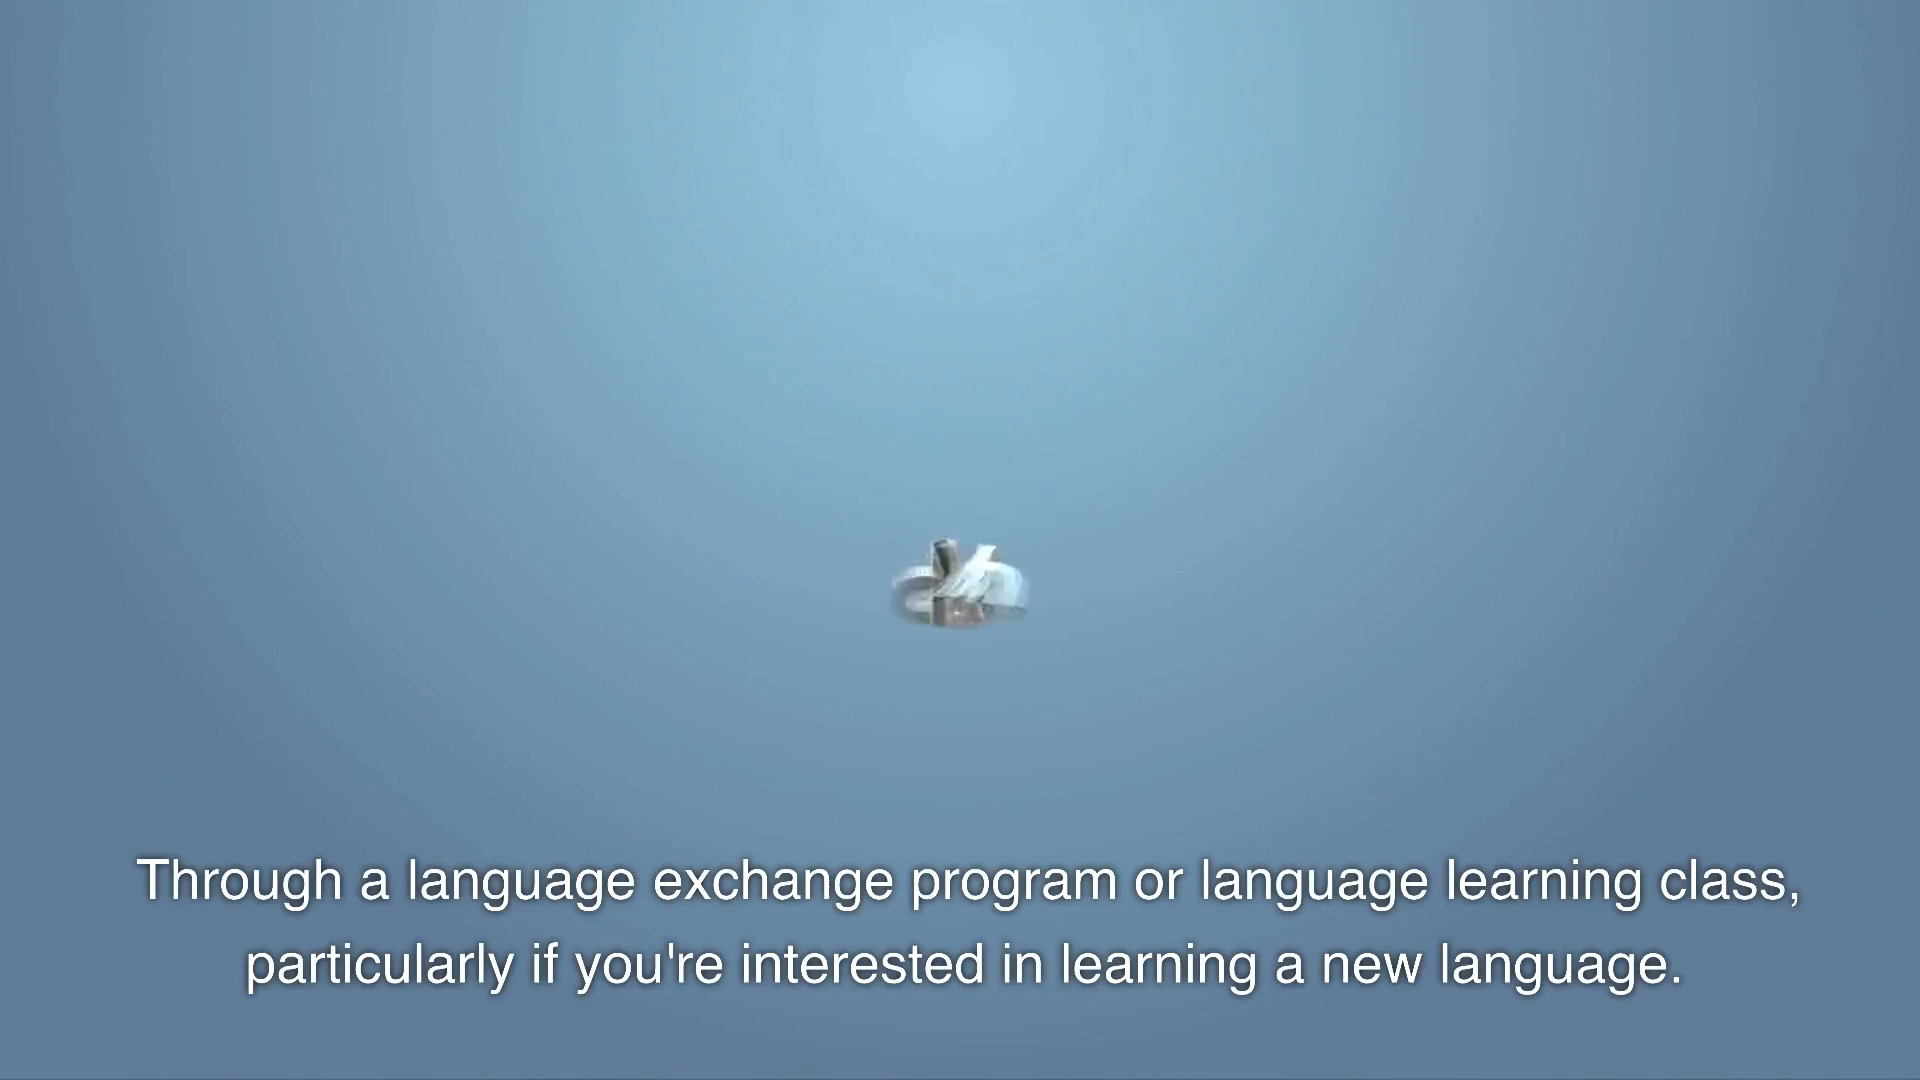 Through a language exchange program or language learning class,
particularly if you're interested in learning a new language.